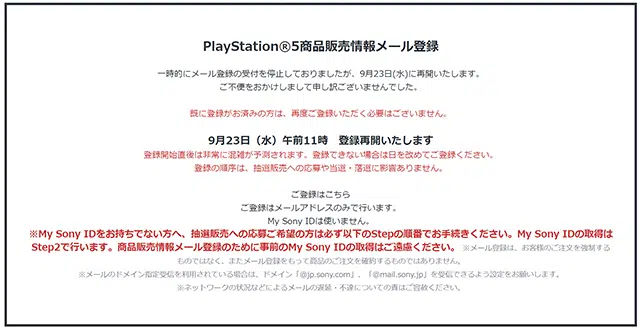 PlayStation®5商品販売情報メール登録
一時的にメール登録の受付を停止しておりましたが、9月23日(水)に再開いたします。
ご不便をおかけしまして申し訳ございませんでした。
既に登録がお済みの方は、再度ご登録いただく必要はございません。
9月23日（水）午前11時　登録再開いたします
登録開始直後は非常に混雑が予測されます。登録できない場合は日を改めてご登録ください。
登録の順序は、抽選販売への応募や当選・落選に影響ありません。
ご登録はこちら
ご登録はメールアドレスのみで行います。
My Sony IDは使いません。
※My Sony IDをお持ちでない方へ、抽選販売への応募ご希望の方は必ず以下のStepの順番でお手続きください。My Sony IDの取得は
Step2で行います。商品販売情報メール登録のために事前のMy Sony IDの取得はご遠慮ください。 ※メール登録は、お客様のご注文を強制する
ものではなく、またメール登録をもって商品のご注文を確約するものではありません。
※メールのドメイン指定受信を利用されている場合は、ドメイン「@jp.sony.com」、「@mail.sony.jp」を受信できるよう設定をお願いします。
※ネットワークの状況などによるメールの遅延・不達についての責はご容赦ください。